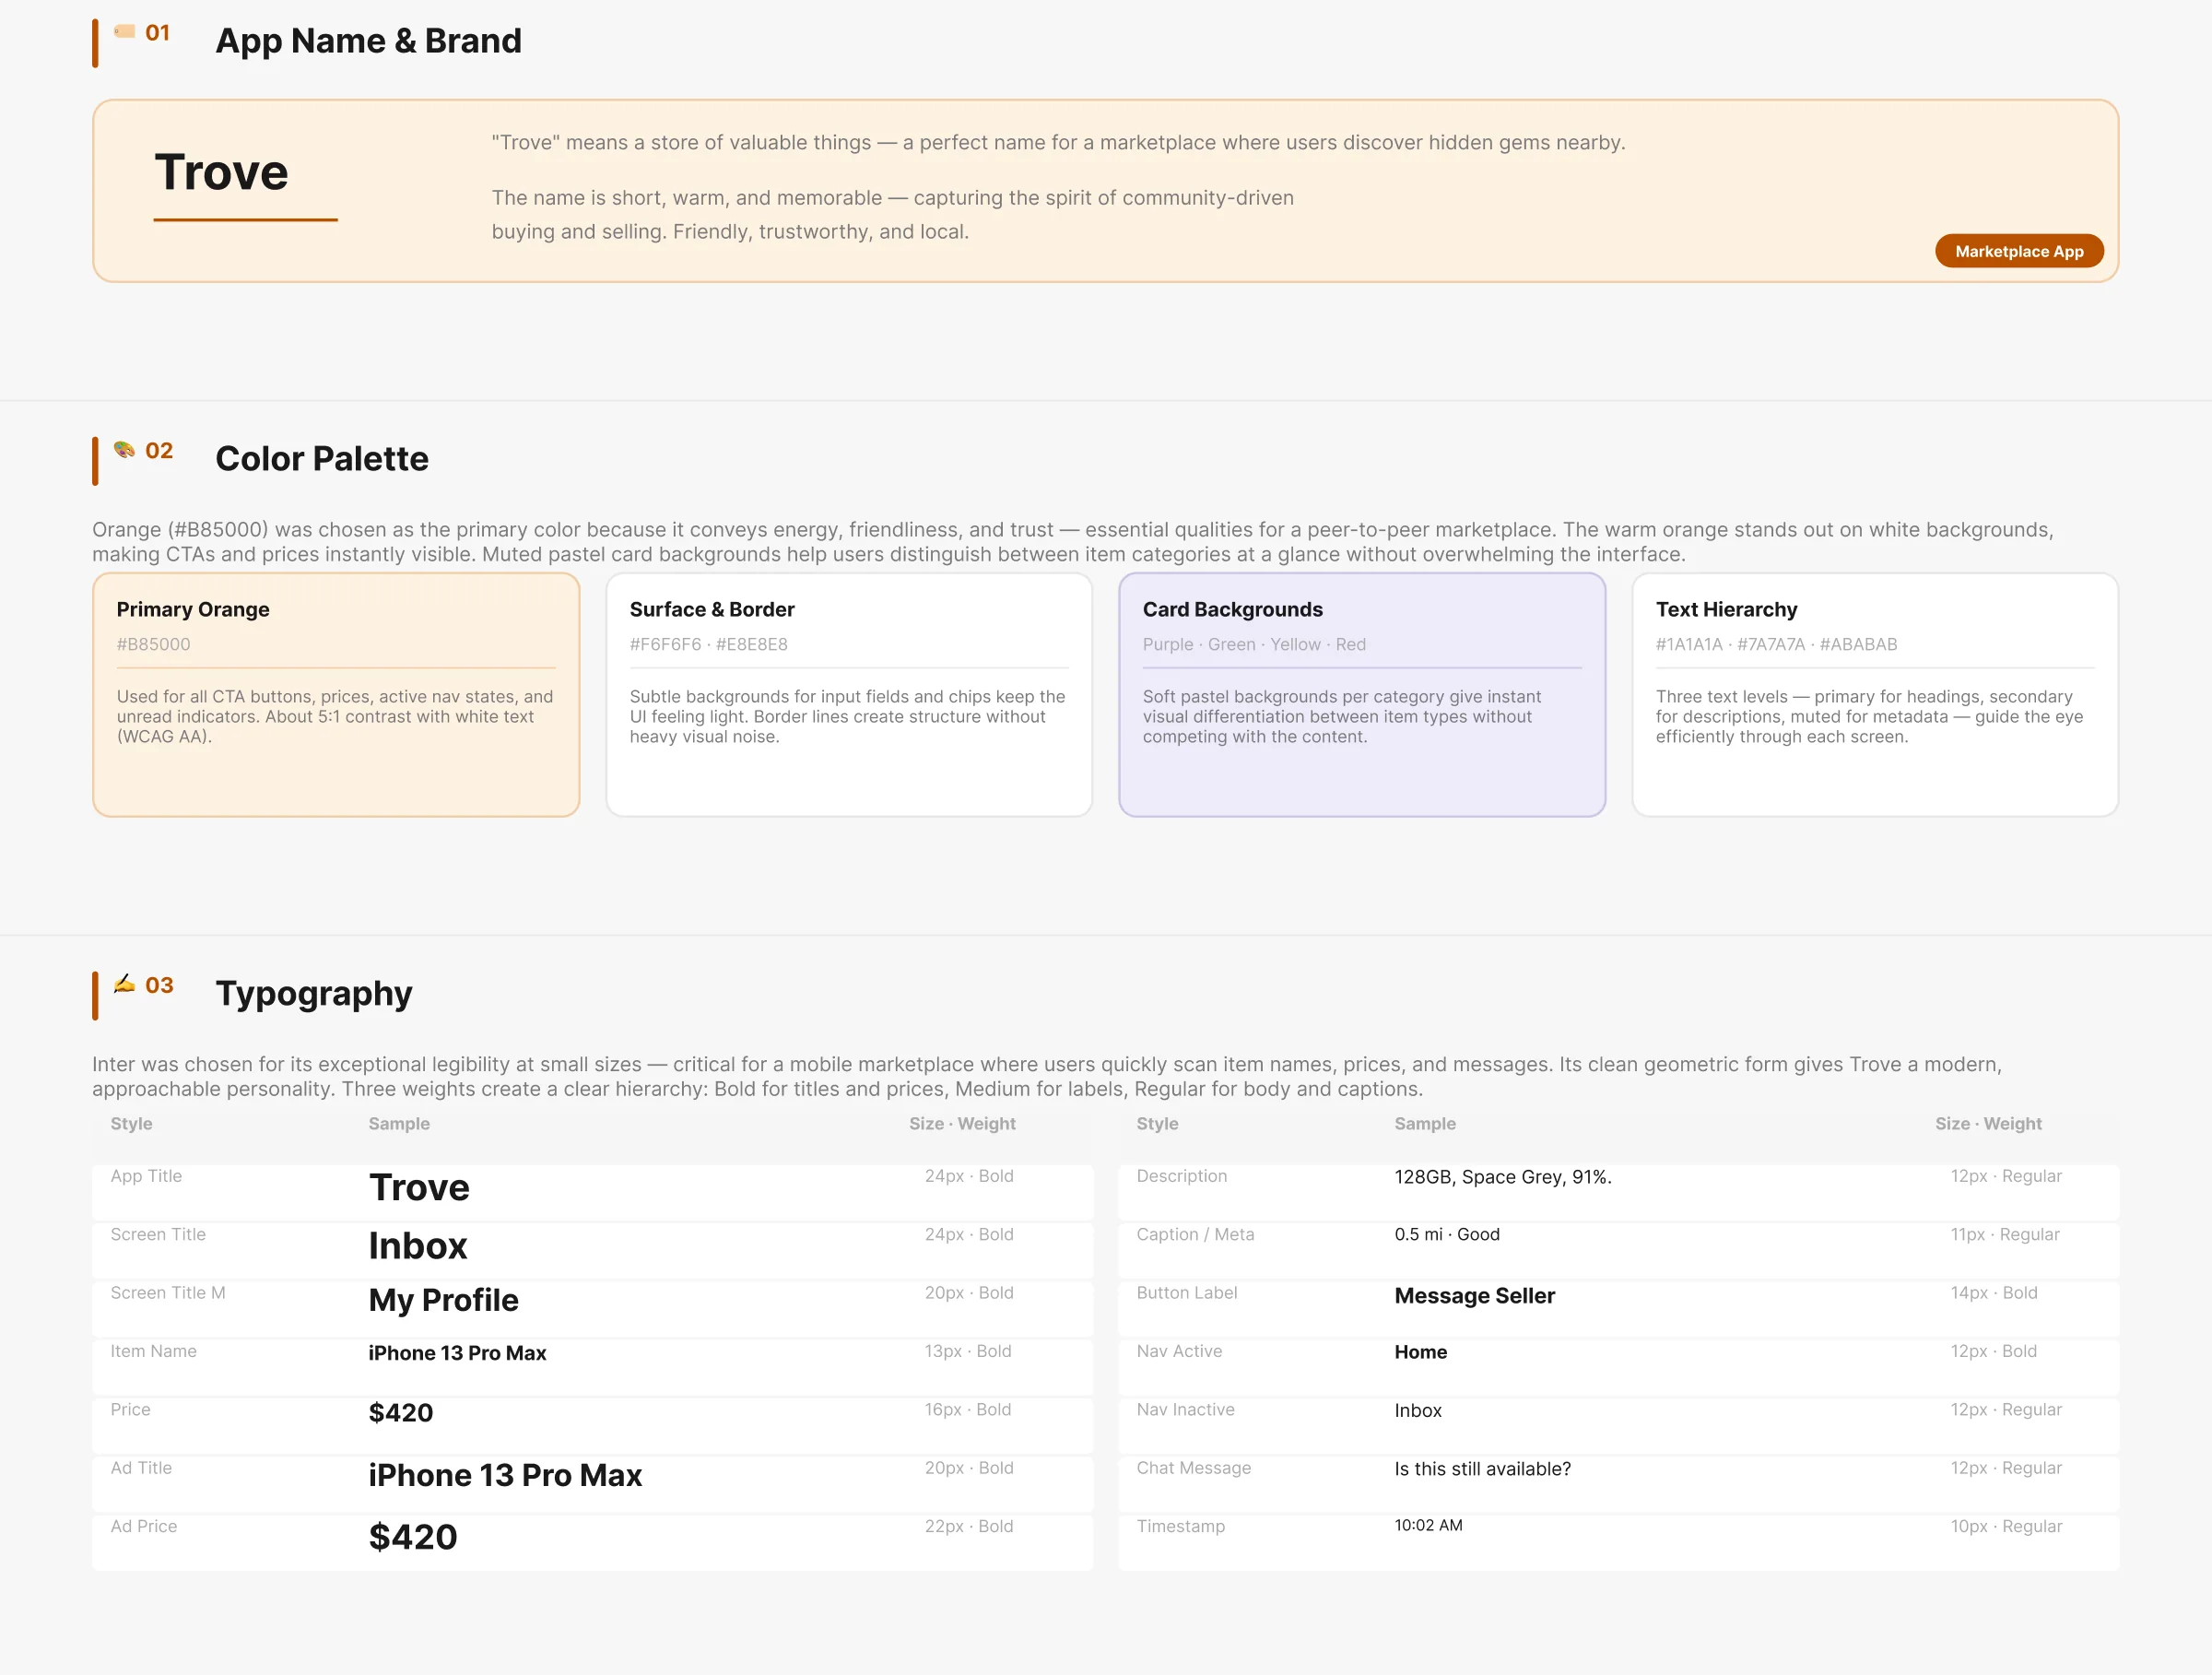 01
App Name & Brand
Trove
"Trove" means a store of valuable things — a perfect name for a marketplace where users discover hidden gems nearby.
The name is short, warm, and memorable — capturing the spirit of community-driven
buying and selling. Friendly, trustworthy, and local.
Marketplace App
02
Color Palette
Orange (#B85000) was chosen as the primary color because it conveys energy, friendliness, and trust — essential qualities for a peer-to-peer marketplace. The warm orange stands out on white backgrounds,
making CTAs and prices instantly visible. Muted pastel card backgrounds help users distinguish between item categories at a glance without overwhelming the interface.
Primary Orange
#B85000
Used for all CTA buttons, prices, active nav states, and
unread indicators. About 5:1 contrast with white text
(WCAG AA).
Surface & Border
#F6F6F6 · #E8E8E8
Subtle backgrounds for input fields and chips keep the
UI feeling light. Border lines create structure without
heavy visual noise.
Card Backgrounds
Purple · Green · Yellow · Red
Soft pastel backgrounds per category give instant
visual differentiation between item types without
competing with the content.
Text Hierarchy
#1A1A1A · #7A7A7A · #ABABAB
Three text levels — primary for headings, secondary
for descriptions, muted for metadata — guide the eye
efficiently through each screen.
03
Typography
Inter was chosen for its exceptional legibility at small sizes — critical for a mobile marketplace where users quickly scan item names, prices, and messages. Its clean geometric form gives Trove a modern,
approachable personality. Three weights create a clear hierarchy: Bold for titles and prices, Medium for labels, Regular for body and captions.
Style Sample Size · Weight
App Title Trove 24px · Bold
Screen Title Inbox 24px · Bold
Screen Title M My Profile 20px · Bold
Item Name iPhone 13 Pro Max 13px · Bold
Price $420 16px · Bold
Ad Title iPhone 13 Pro Max 20px · Bold
Ad Price $420 22px · Bold
Style Sample Size · Weight
Description 128GB, Space Grey, 91%. 12px · Regular
Caption / Meta 0.5 mi · Good 11px · Regular
Button Label Message Seller 14px · Bold
Nav Active Home 12px · Bold
Nav Inactive Inbox 12px · Regular
Chat Message Is this still available? 12px · Regular
Timestamp 10:02 AM 10px · Regular